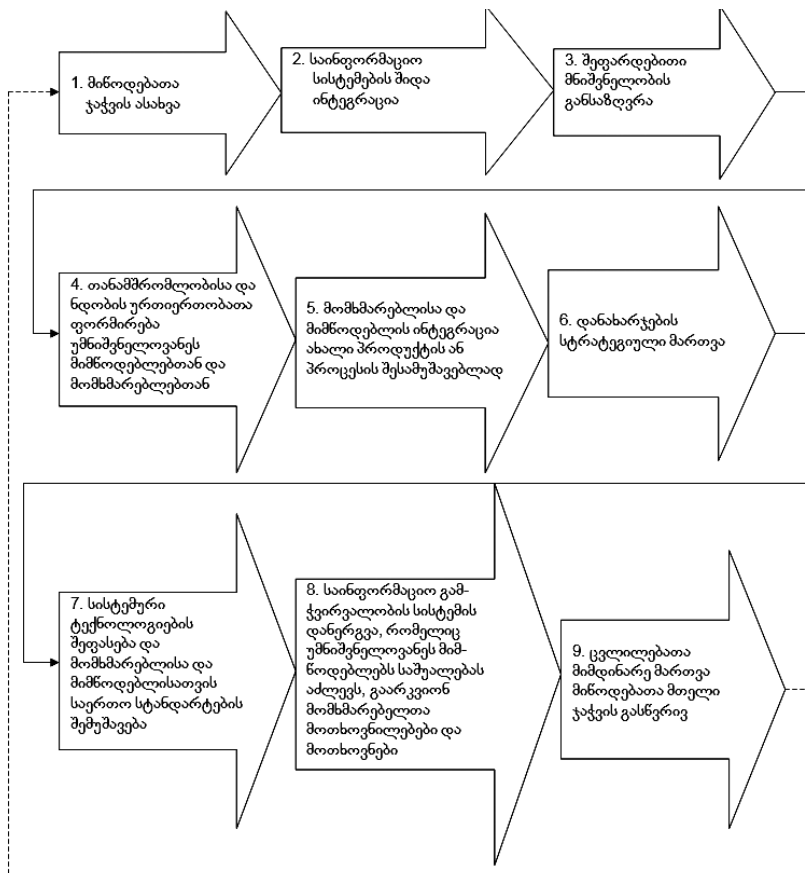 1. მიწოდებათა
ჯაჭვის ასახვა
2. საინფორმაციო
სისტემების შიდა
ინტეგრაცია
3. შეფარდებითი
მნიშვნელობის
განსაზღვრა
4. თანამშრომლობისა და
ნდობის ურთიერთობათა
ფორმირება
უმნიშვნელოვანეს
მიმწოდებლებთან და
მომხმარებლებთან
5. მომხმარებლისა და
მიმწოდებლის ინტეგრაცია
ახალი პროდუქტის ან
პროცესის შესამუშავებლად
6. დანახარჯების
სტრატეგიული მართვა
7. სისტემური
ტექნოლოგიების
შეფასება და
მომხმარებლისა და
მიმწოდებლისათვის
საერთო სტანდარტების
შემუშავება
8. საინფორმაციო გამ-
ჭვირვალობის სისტემის
დანერგვა, რომელიც
უმნიშვნელოვანეს მიმ-
წოდებლებს საშუალებას
აძლევს, გაარკვიონ
მომხმარებელთა
მოთხოვნილებები და
მოთხოვნები
9. ცვლილებათა
მიმდინარე მართვა
მიწოდებათა მთელი
ჯაჭვის გასწვრივ